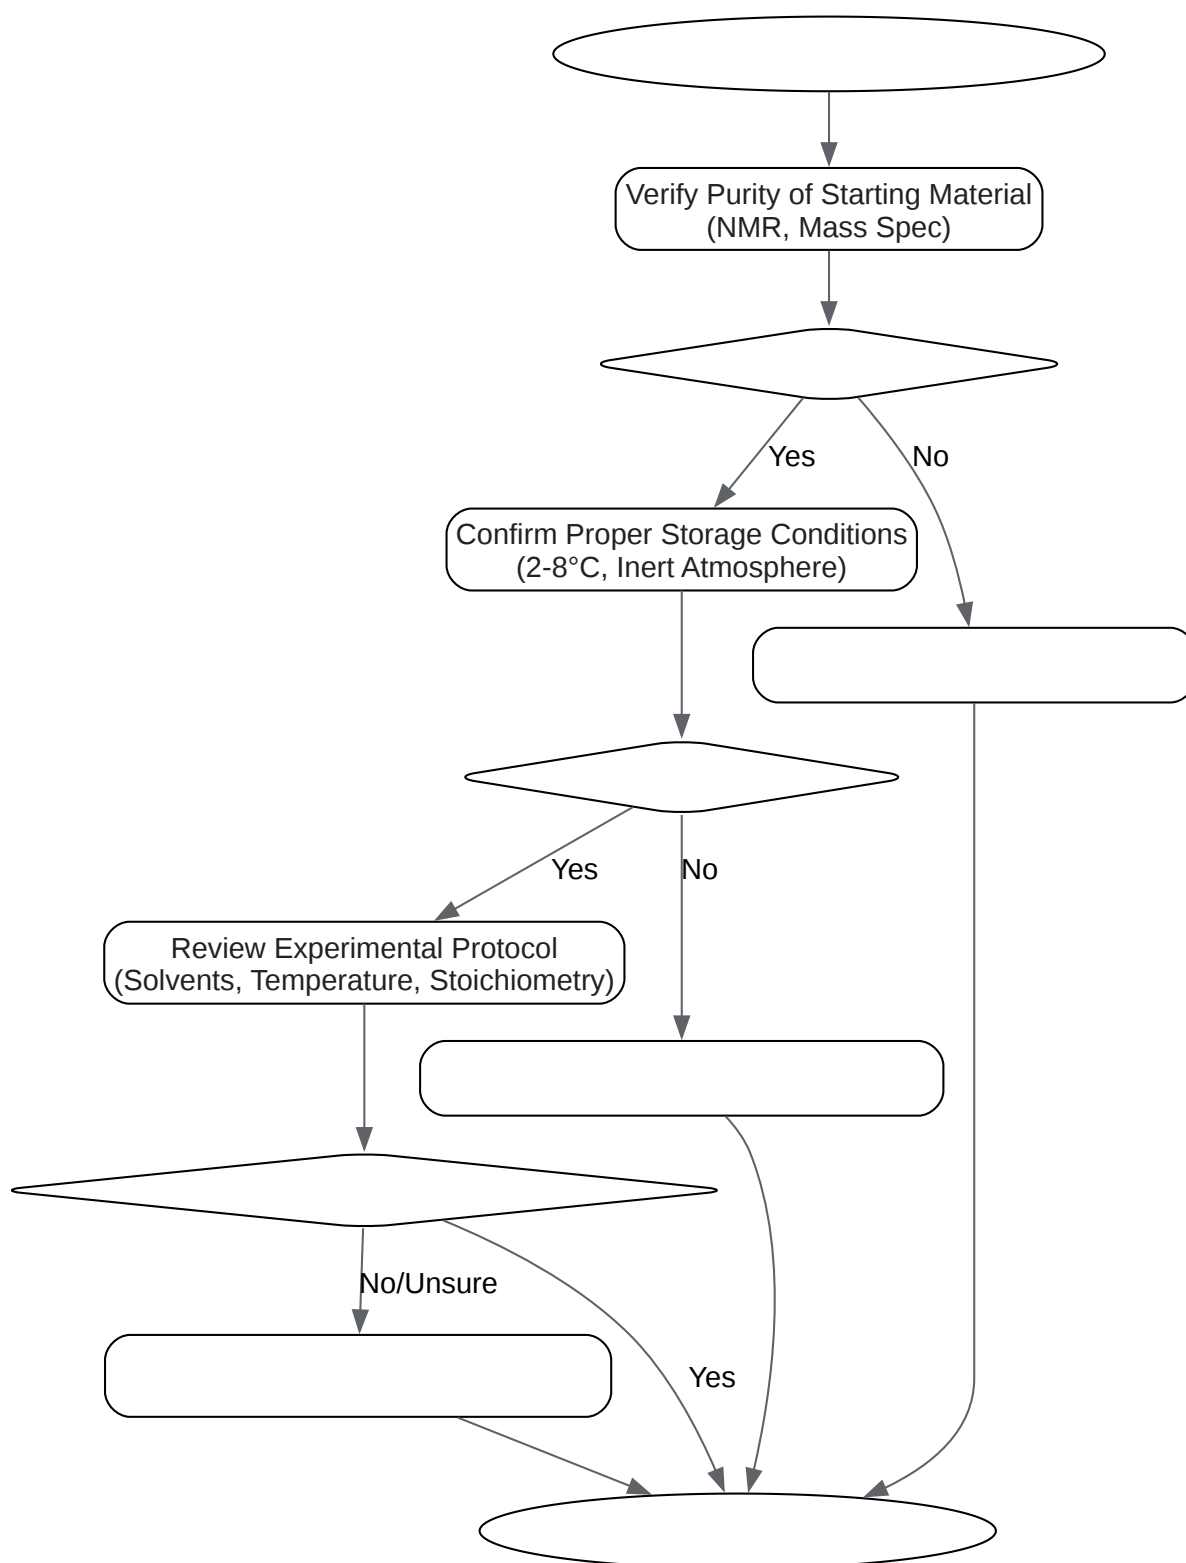 Verify Purity of Starting Material
(NMR, Mass Spec)
Yes
No
Confirm Proper Storage Conditions
(2-8°C, Inert Atmosphere)
Yes
No
Review Experimental Protocol
(Solvents, Temperature, Stoichiometry)
No/Unsure
Yes